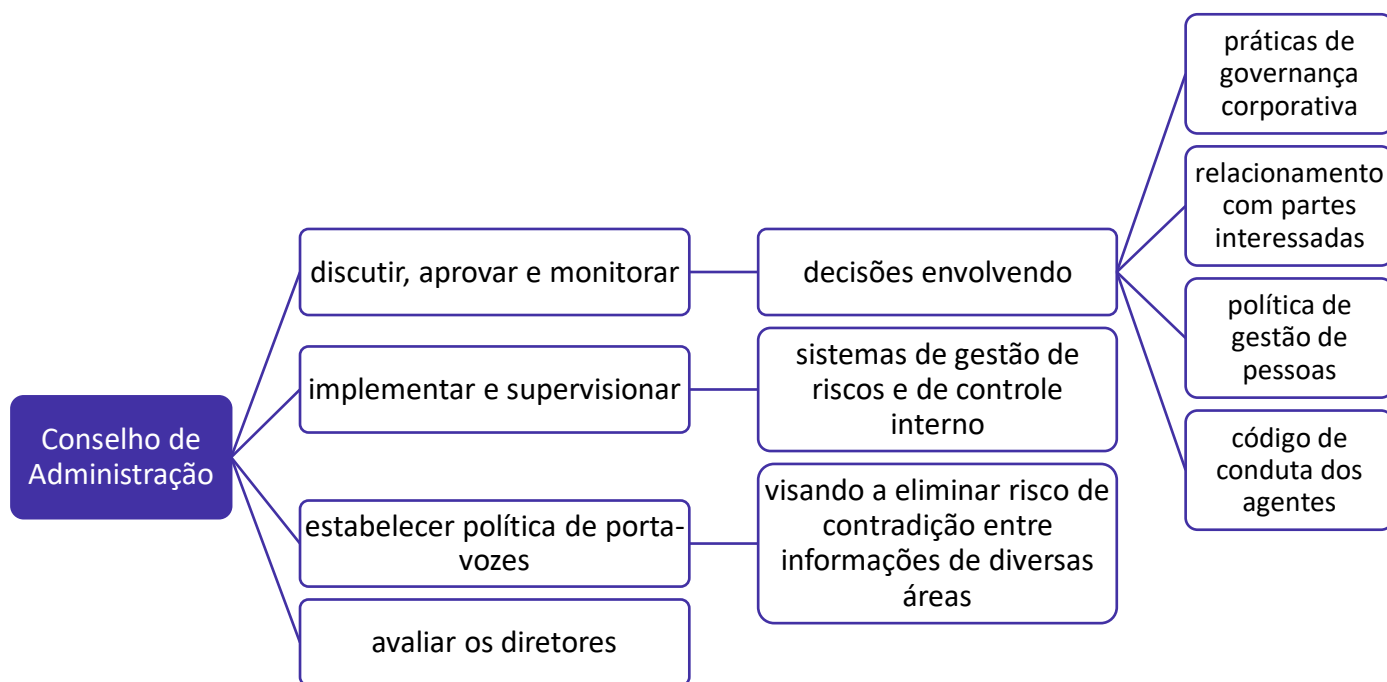 Conselho de
Administração
discutir, aprovar e monitorar
decisões envolvendo
práticas de
governança
corporativa
relacionamento
com partes
interessadas
política de
gestão de
pessoas
código de
conduta dos
agentes
implementar e supervisionar
sistemas de gestão de
riscos e de controle
interno
estabelecer política de porta-
vozes
visando a eliminar risco de
contradição entre
informações de diversas
áreas
avaliar os diretores